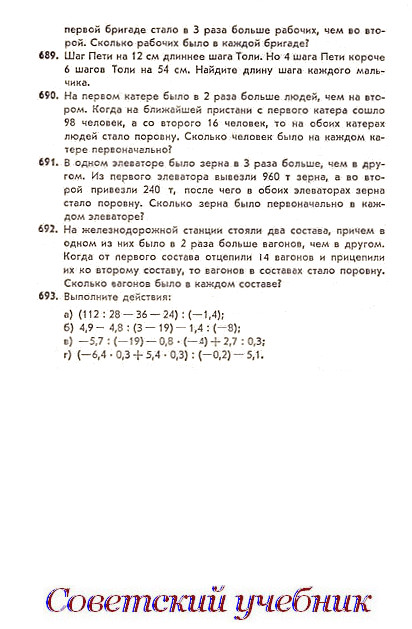 первой бригаде стало в 3 раза больше рабочих, чем во вто-
рой. Сколько рабочих было в каждой бригаде?
689. Шаг Пети на 12 см длиннее шага Толи. Но 4 шага Пети короче
6 шагов Толи на 54 см. Найдите длину шага каждого маль-
чика.
690. На первом катере было в 2 раза больше людей, чем на вто-
ром. Когда на ближайшей пристани с первого катера сошло
98 человек, а со второго 16 человек, то на обоих катерах
людей стало поровну. Сколько человек было на каждом ка-
тере первоначально?
691. В одном элеваторе было зерна в 3 раза больше, чем в дру-
гом. Из первого элеватора вывезли 960 т зерна, а во вто-
рой привезли 240 т, после чего в обоих элеваторах зерна
стало поровну. Сколько зерна было первоначально в каж-
дом элеваторе?
692. На железнодорожной станции стояли два состава, причем в
одном из них было в 2 раза больше вагонов, чем в другом.
Когда от первого состава отцепили 14 вагонов и прицепили
их ко второму составу, то вагонов в составах стало поровну.
Сколько вагонов было в каждом составе?
693. Выполните действия:
а) (112 : 28 — 36 — 24) : (—1,4);
б) 4,9 — 4,8 : (3 — 19) — 1,4 : (—8);
в) —5,7 : (—19) — 0,8 · (—4) + 2,7 : 0,3;
г) (—6,4 · 0,3 + 5,4 · 0,3) : (—0,2) — 5,1.
Советский учебник